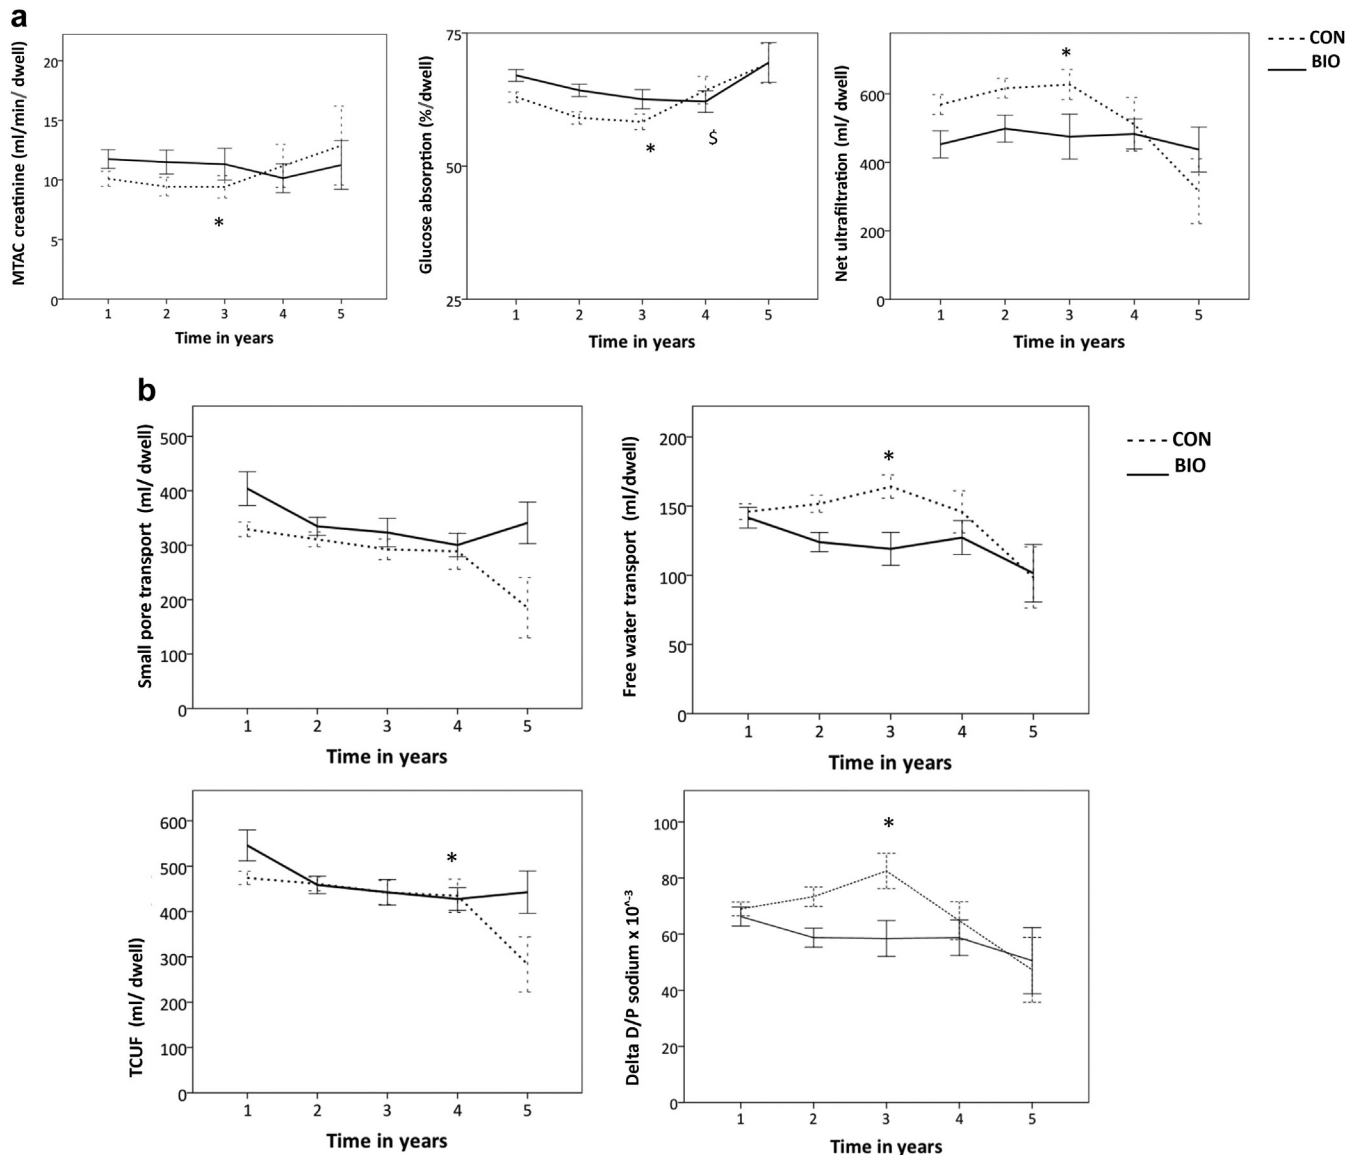 a
MTAC creatinine (ml/min/ dwell)
20
15
10
5
0
1 2 3 4 5
Time in years
*
Glucose absorption (%/dwell)
75
50
25
1 2 3 4 5
Time in years
*
$
Net ultrafiltration (ml/ dwell)
600
400
200
0
1 2 3 4 5
Time in years
*
CON
BIO
b
Small pore transport (ml/ dwell)
500
400
300
200
100
0
1 2 3 4 5
Time in years
Free water transport (ml/dwell)
200
150
100
50
0
1 2 3 4 5
Time in years
*
CON
BIO
TCUF (ml/ dwell)
600
500
400
300
200
100
0
1 2 3 4 5
Time in years
*
Delta D/P sodium x 10^-3
100
80
60
40
20
0
1 2 3 4 5
Time in years
*